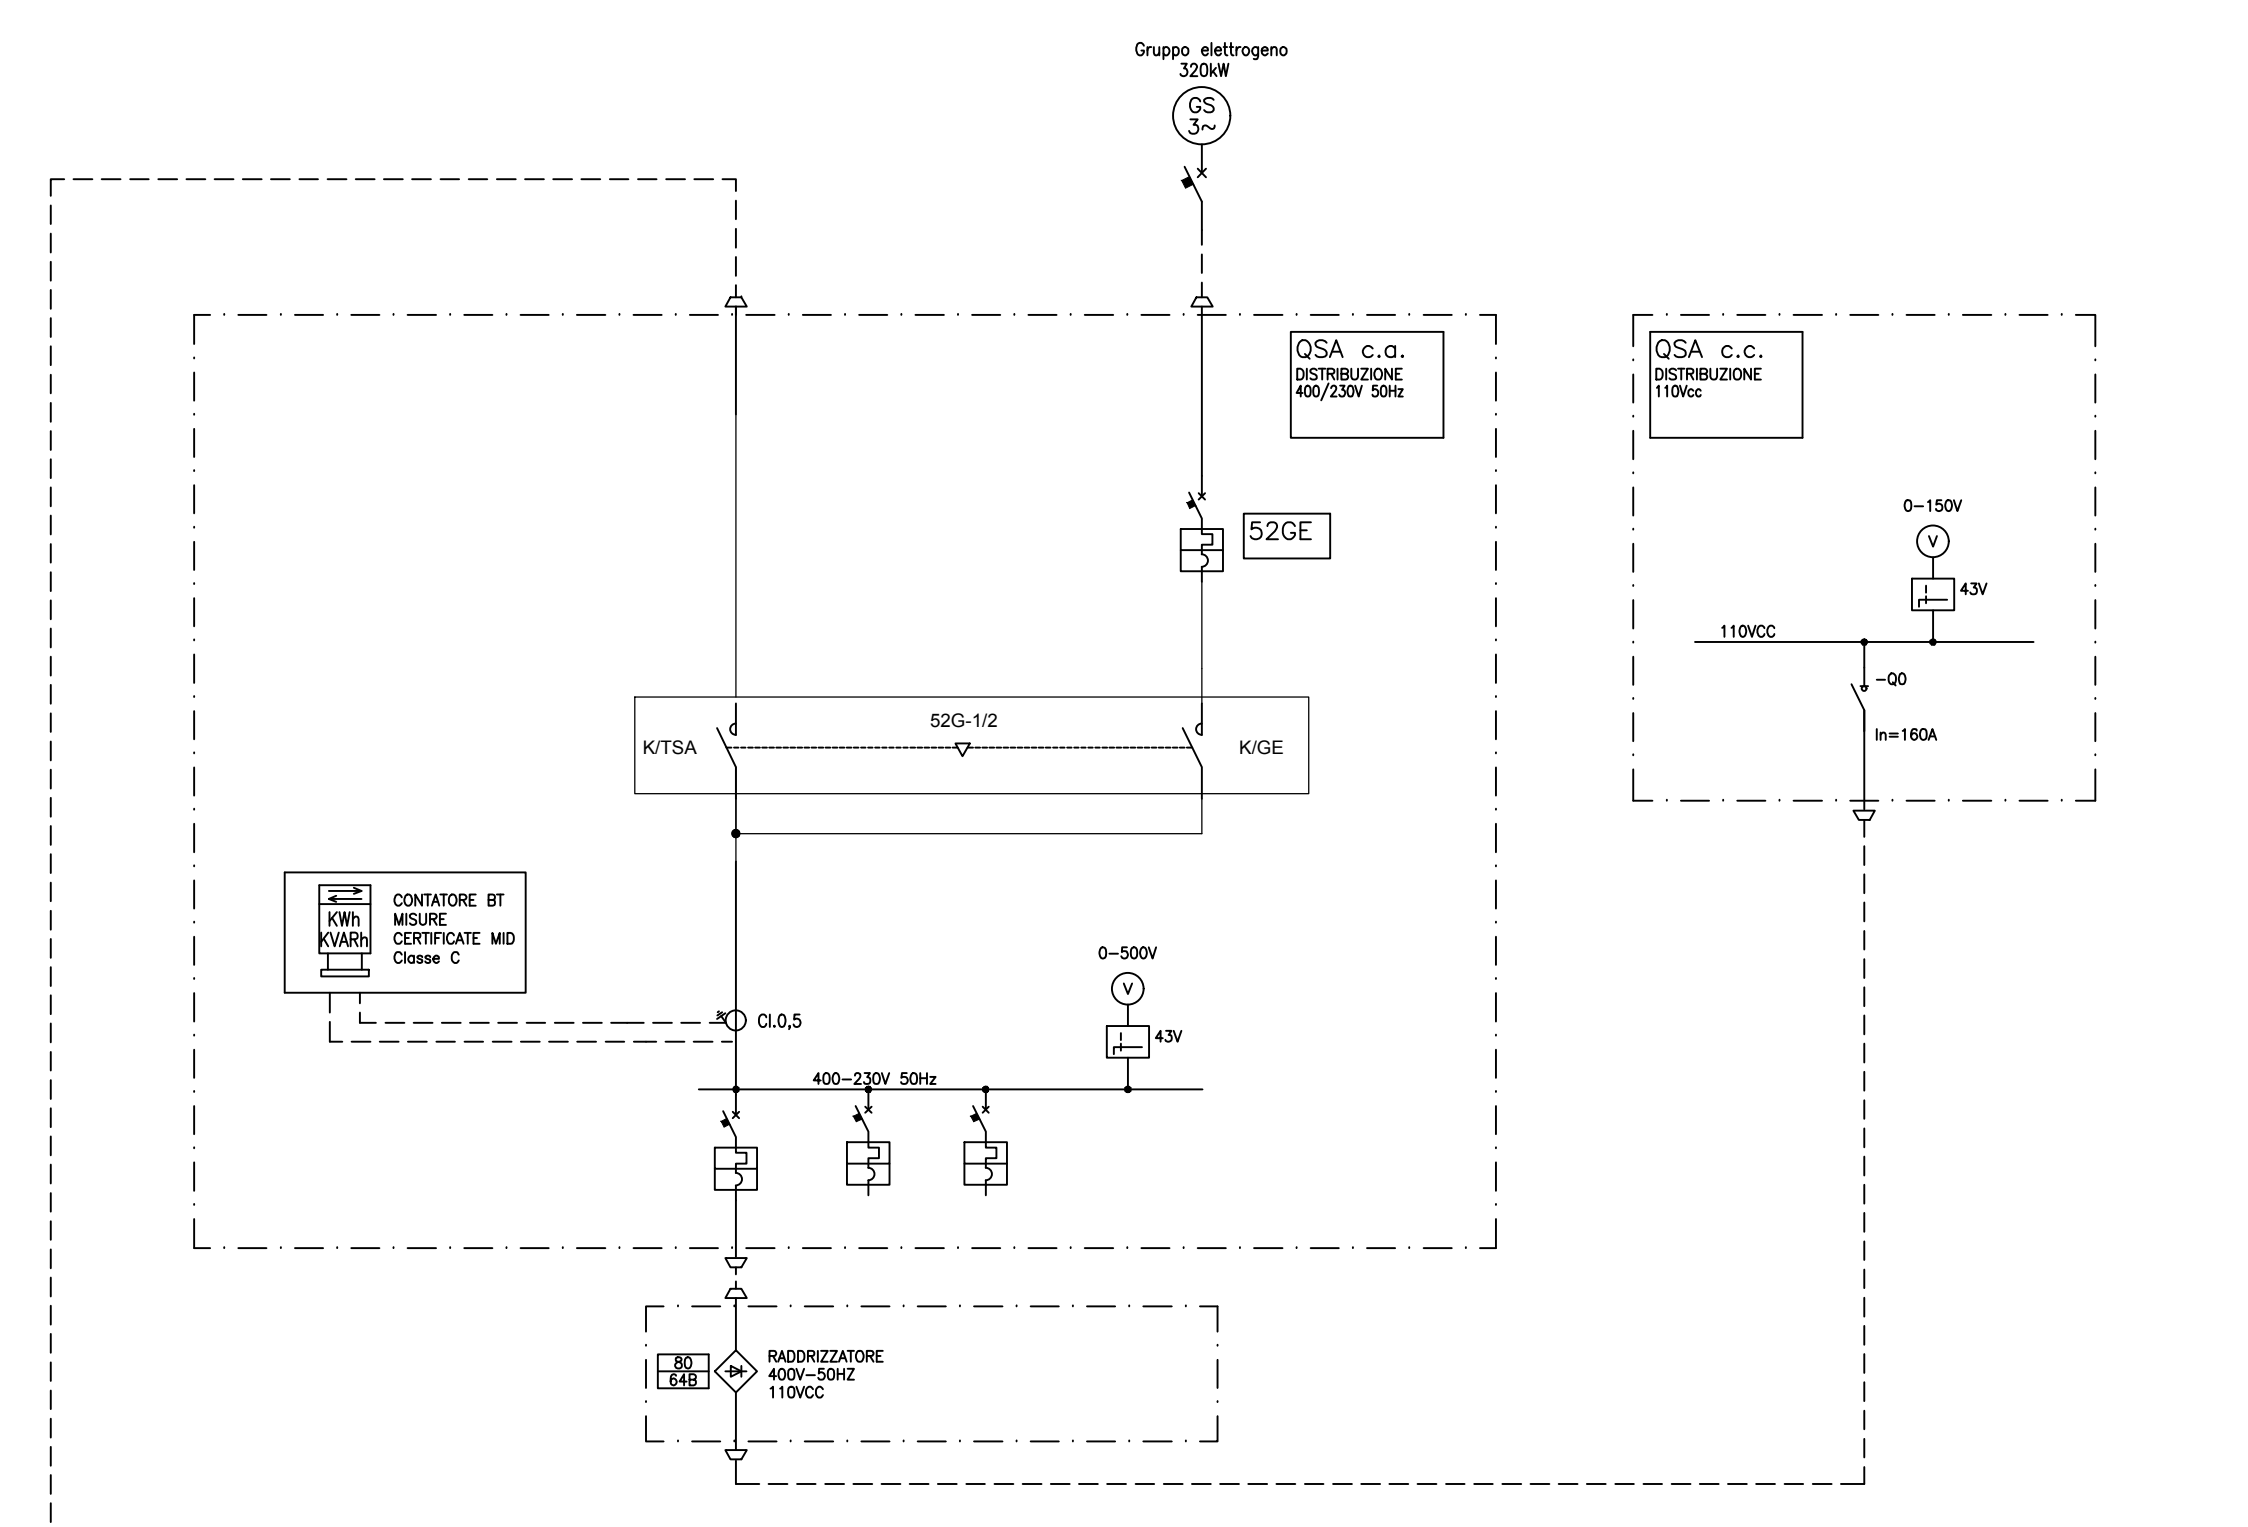 Gruppo elettrogeno
320kW
GS
3~
QSA c.a.
DISTRIBUZIONE
400/230V 50Hz
QSA c.c.
DISTRIBUZIONE
110Vcc
52GE
0-150V
V
43V
110VCC
-Q0
In=160A
52G-1/2
K/TSA
K/GE
KWh
KVARh
CONTATORE BT
MISURE
CERTIFICATE MID
Classe C
Cl.0,5
0-500V
V
43V
400-230V 50Hz
80
64B
RADDRIZZATORE
400V-50HZ
110VCC